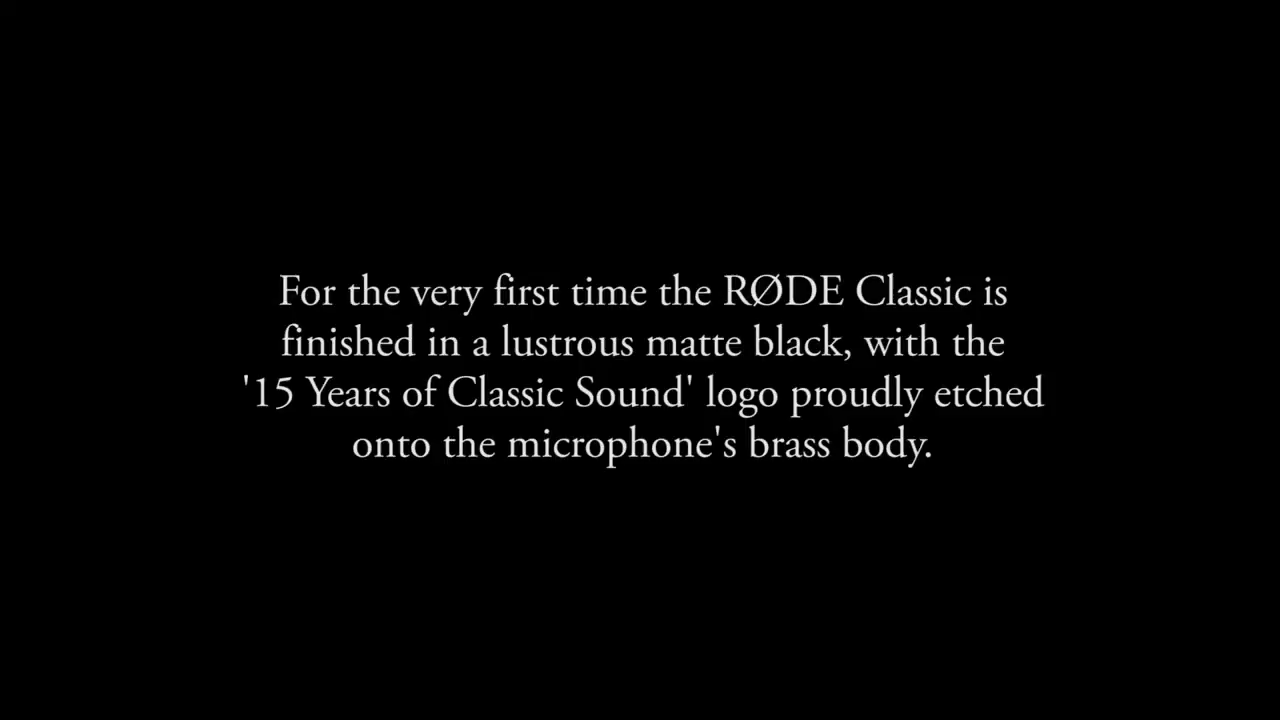 For the very first time the RØDE Classic is
finished in a lustrous matte black, with the
'15 Years of Classic Sound' logo proudly etched
onto the microphone's brass body.